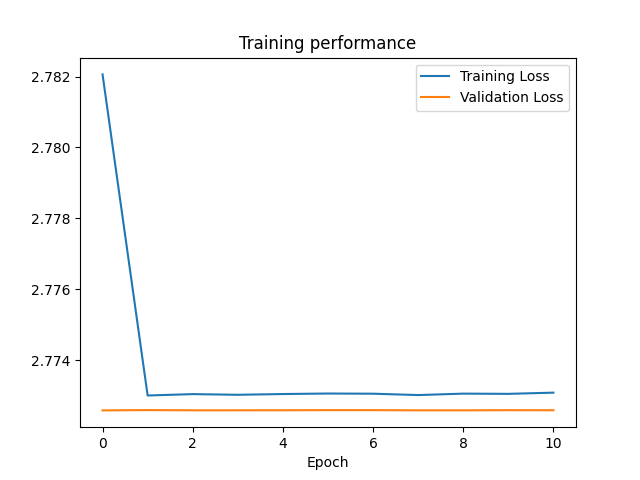 Training performance
Training Loss
Validation Loss
2.782
2.780
2.778
2.776
2.774
0 2 4 6 8 10
Epoch